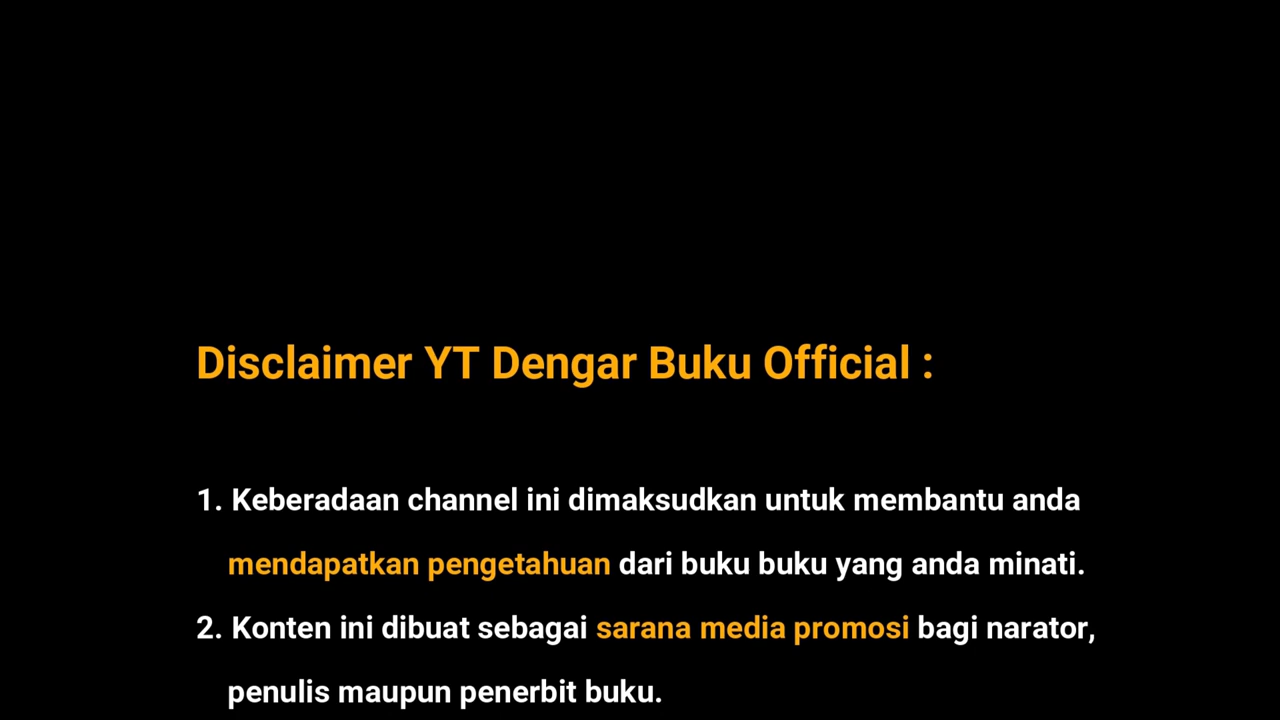 Disclaimer YT Dengar Buku Official :
1. Keberadaan channel ini dimaksudkan untuk membantu anda
mendapatkan pengetahuan dari buku buku yang anda minati.
2. Konten ini dibuat sebagai sarana media promosi bagi narator,
penulis maupun penerbit buku.